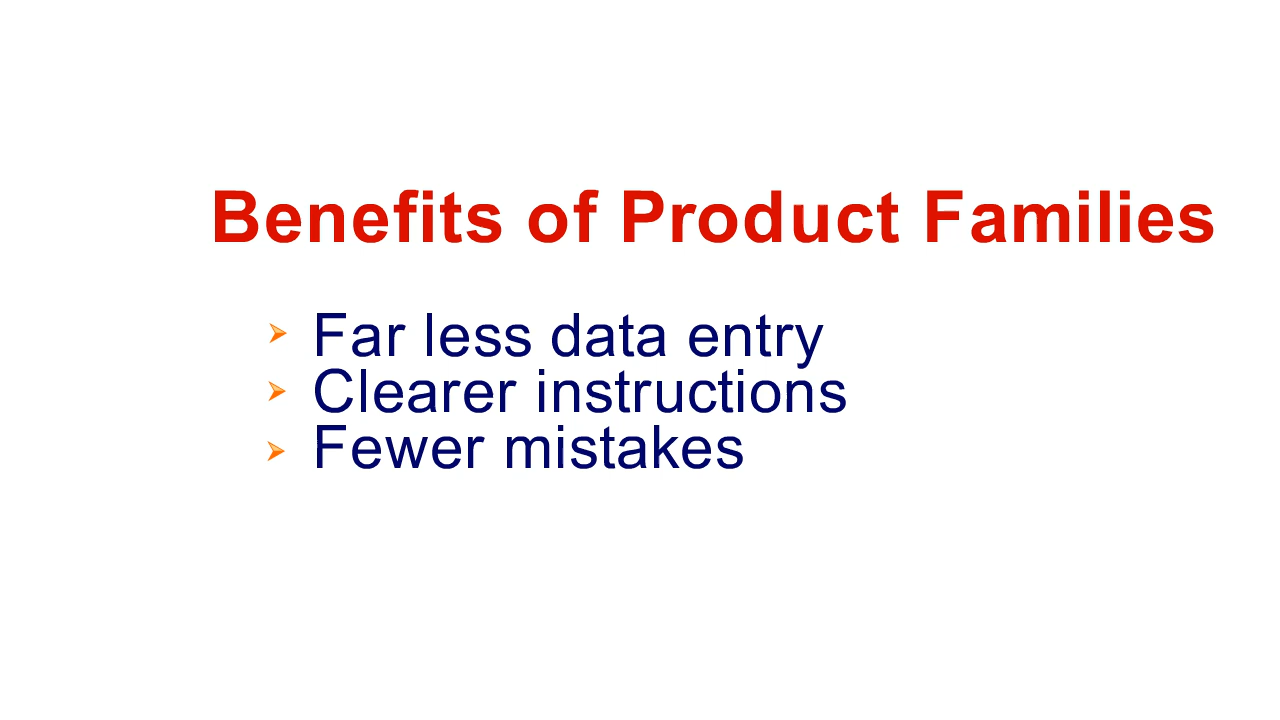 Benefits of Product Families
Far less data entry
Clearer instructions
Fewer mistakes